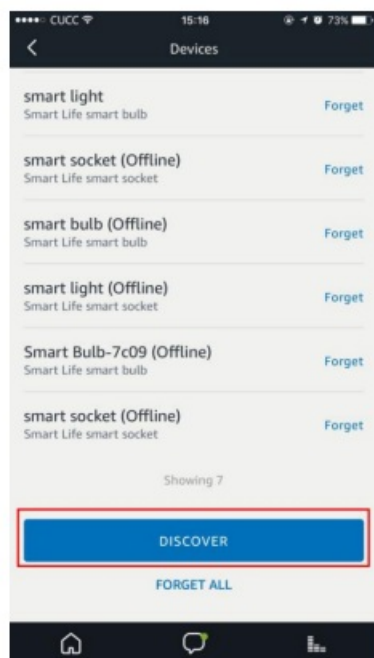 CUCC 15:16 73%
Devices
smart light
Smart Life smart bulb
Forget
smart socket (Offline)
Smart Life smart socket
Forget
smart bulb (Offline)
Smart Life smart bulb
Forget
smart light (Offline)
Smart Life smart socket
Forget
Smart Bulb-7c09 (Offline)
Smart Life smart bulb
Forget
smart socket (Offline)
Smart Life smart socket
Forget
Showing 7
DISCOVER
FORGET ALL